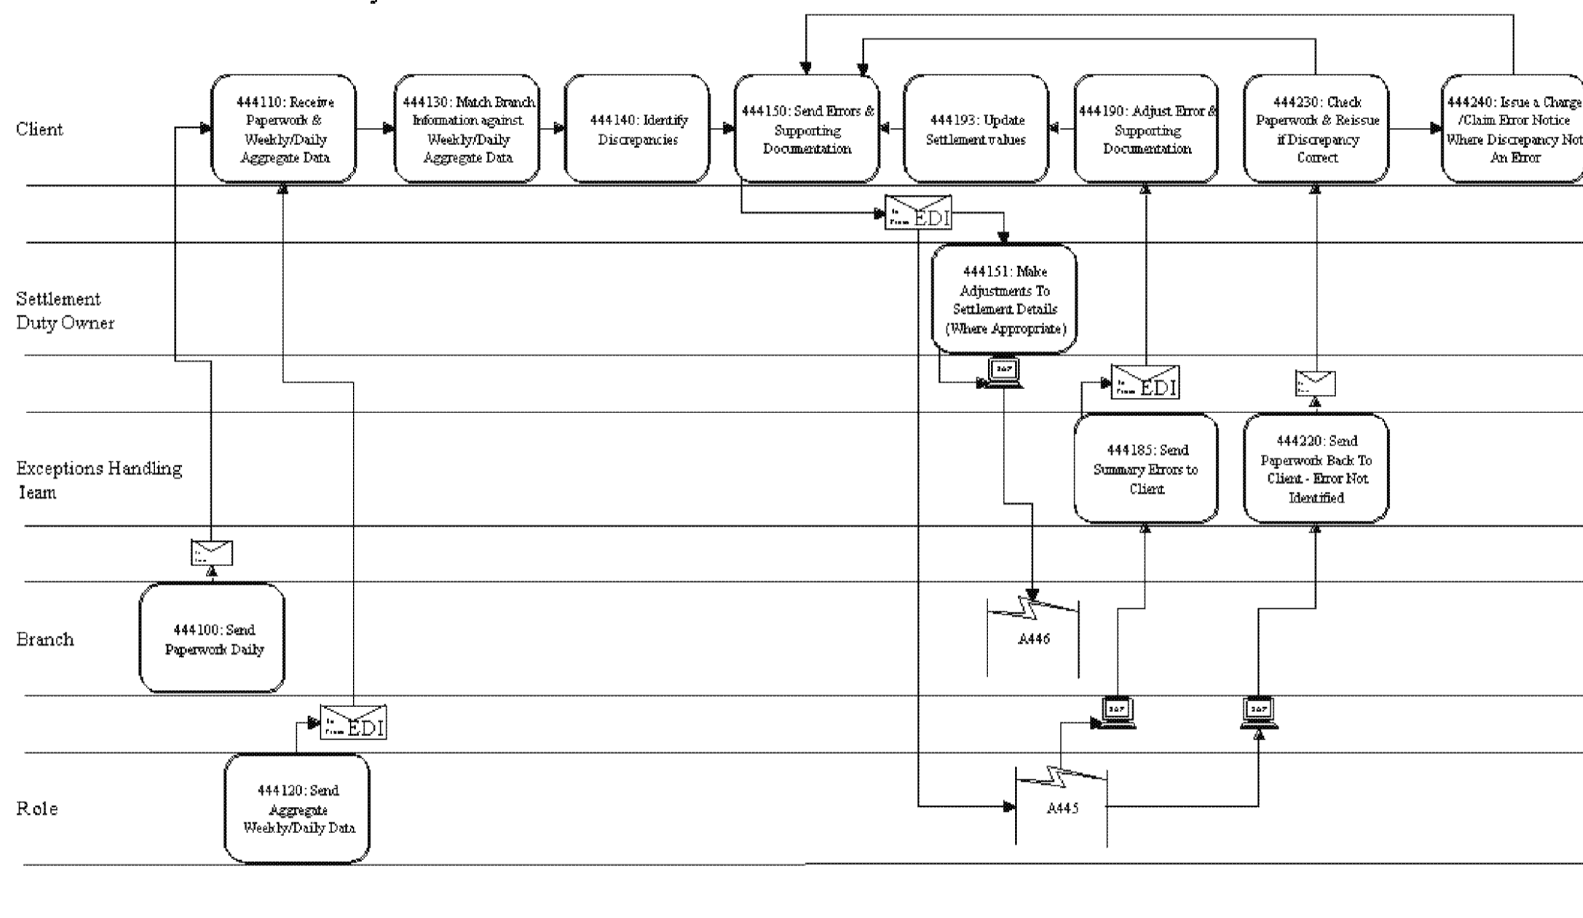 Client
444110: Receive
Paperwork &
Weekly/Daily
Aggregate Data
444130: Match Branch
Information against
Weekly/Daily
Aggregate Data
444140: Identify
Discrepancies
444150: Send Errors &
Supporting
Documentation
444193: Update
Settlement values
444190: Adjust Error &
Supporting
Documentation
444230: Check
Paperwork & Reissue
if Discrepancy
Correct
444240: Issue a Charge
/Claim Error Notice
Where Discrepancy Not
An Error
EDI
Settlement
Duty Owner
444151: Make
Adjustments To
Settlement Details
(Where Appropriate)
EDI
Exceptions Handling
Team
444185: Send
Summary Errors to
Client
444220: Send
Paperwork Back To
Client - Error Not
Identified
Branch
444100: Send
Paperwork Daily
A446
EDI
Role
444120: Send
Aggregate
Weekly/Daily Data
A445